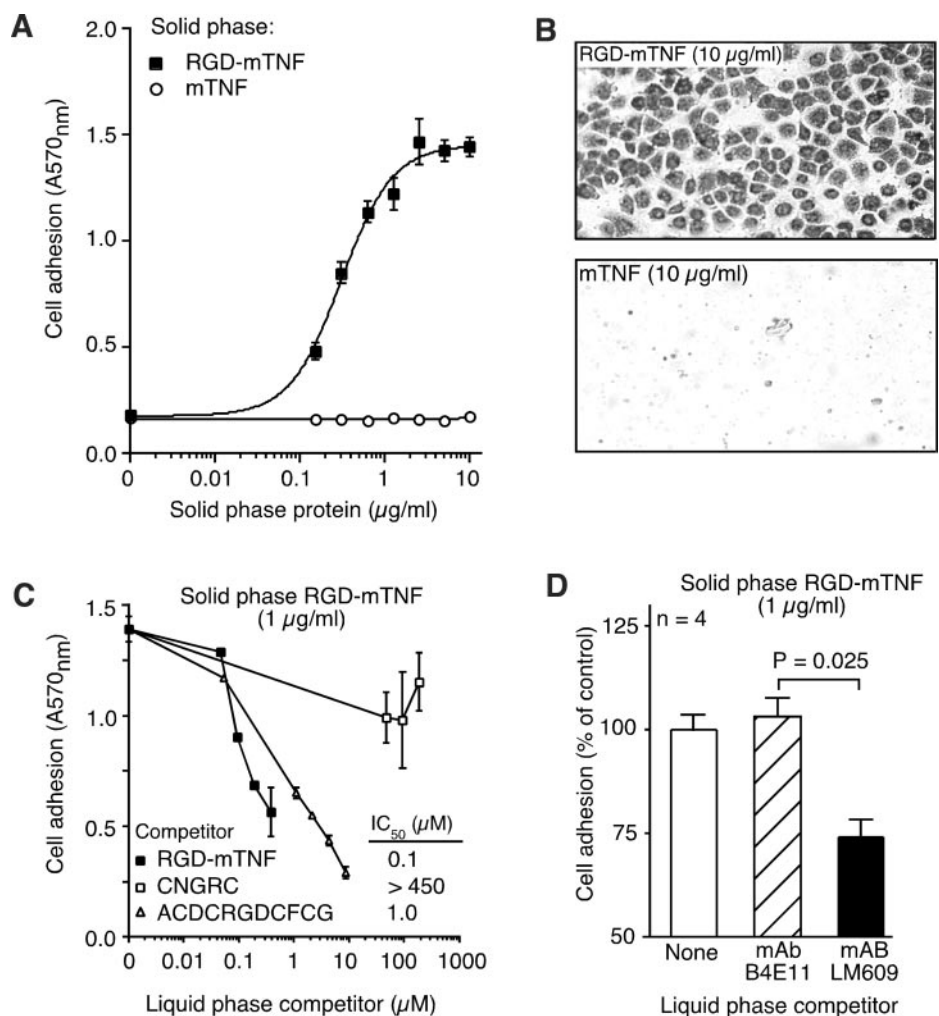 A
Solid phase:
RGD-mTNF
mTNF
2.0
1.5
1.0
0.5
0.0
Cell adhesion (A570nm)
0 0.1 1 10
Solid phase protein (µg/ml)
B
RGD-mTNF (10 µg/ml)
mTNF (10 µg/ml)
C
Solid phase RGD-mTNF
(1 µg/ml)
1.5
1.0
0.5
0.0
Cell adhesion (A570nm)
Competitor IC50 (µM)
RGD-mTNF 0.1
CNGRC > 450
ACDCRGDCFCG 1.0
0 0.1 1 10 100 1000
Liquid phase competitor (µM)
D
Solid phase RGD-mTNF
(1 µg/ml)
125
100
75
50
Cell adhesion (% of control)
n = 4
P = 0.025
None mAb mAB
B4E11 LM609
Liquid phase competitor